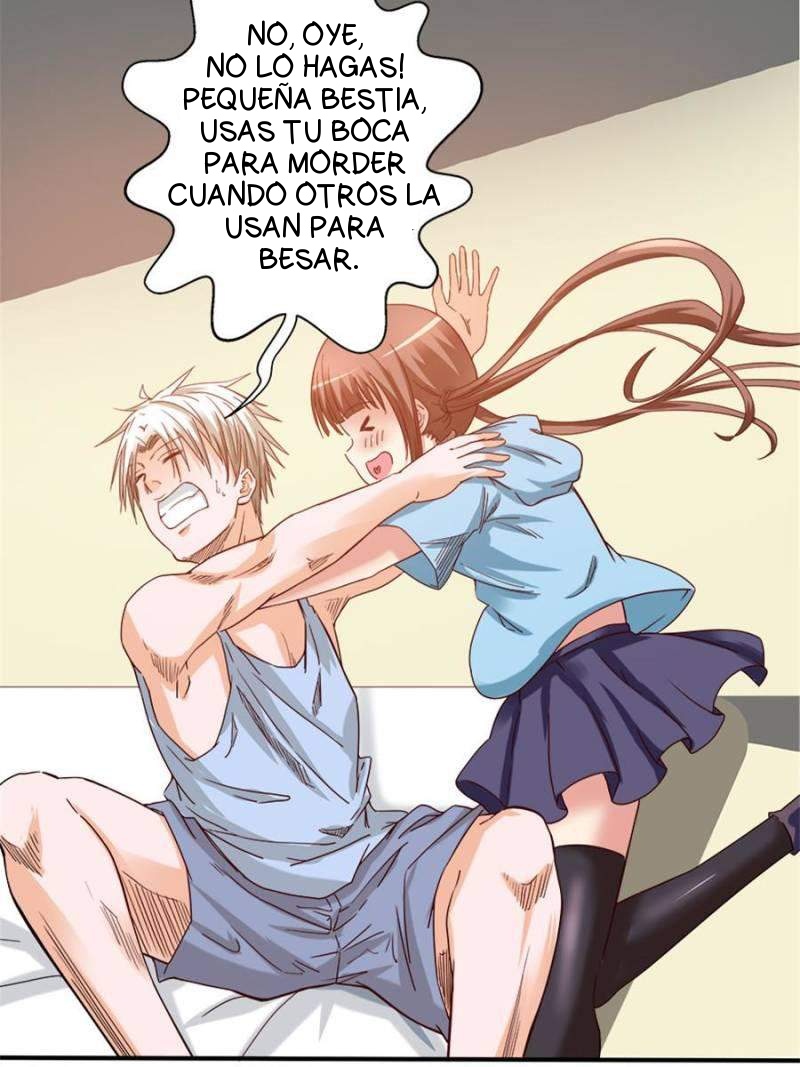 NO, OYE,
NO LO HAGAS!
PEQUEÑA BESTIA,
USAS TU BOCA
PARA MORDER
CUANDO OTROS LA
USAN PARA
BESAR.